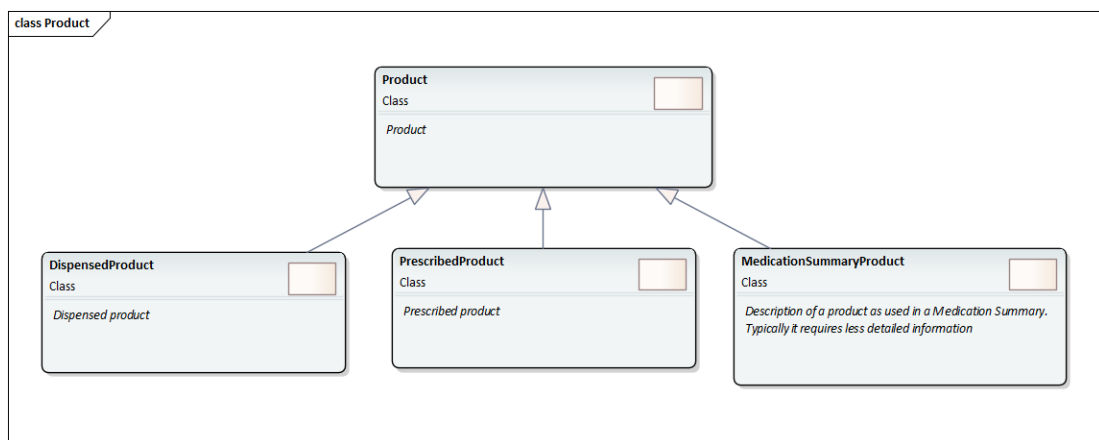 class Product
Product
Class
Product
DispensedProduct
Class
Dispensed product
PrescribedProduct
Class
Prescribed product
MedicationSummaryProduct
Class
Description of a product as used in a Medication Summary.
Typically it requires less detailed information